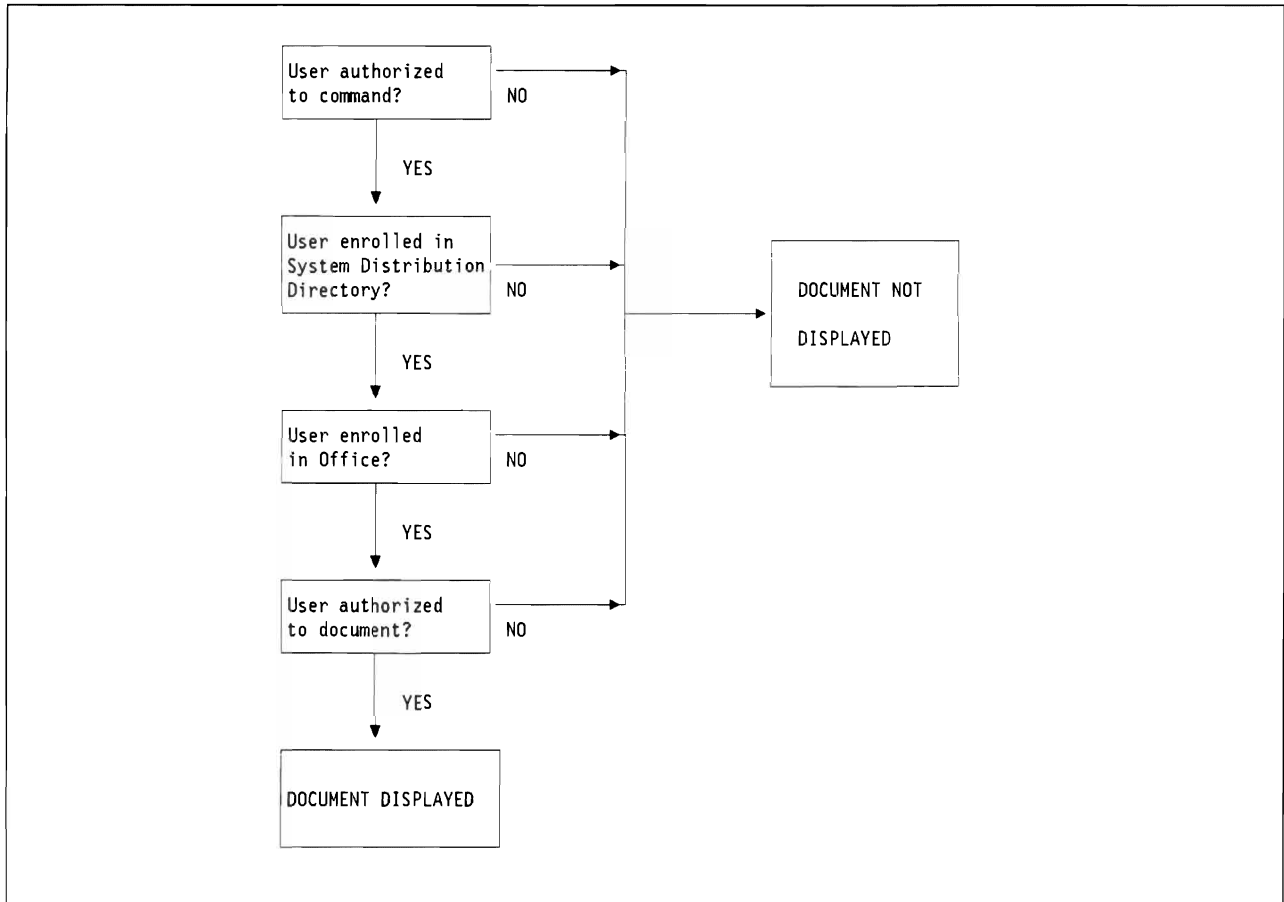 User authorized
to command?
NO
YES
User enrolled in
System Distribution
Directory?
NO
YES
User enrolled
in Office?
NO
YES
User authorized
to document?
NO
YES
DOCUMENT DISPLAYED
DOCUMENT NOT
DISPLAYED